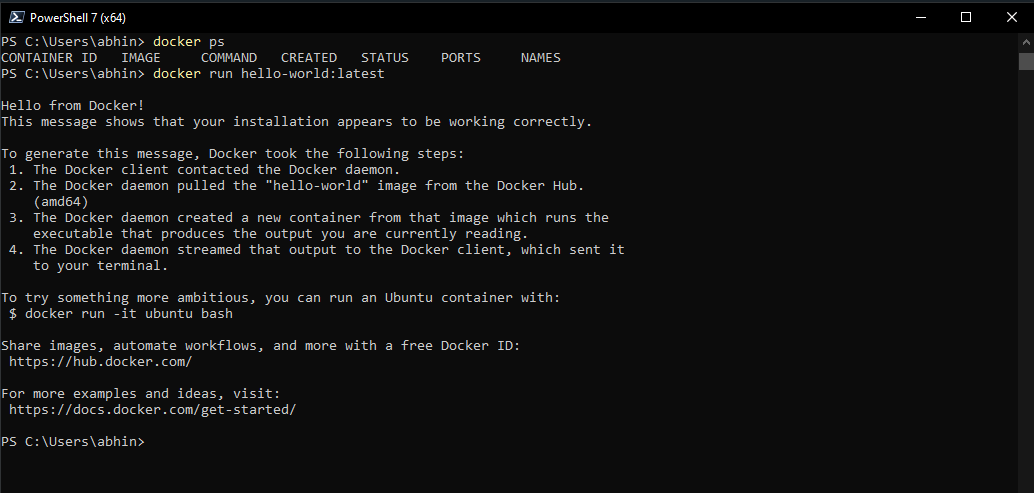 PowerShell 7 (x64)
PS C:\Users\abhin> docker ps
CONTAINER ID   IMAGE     COMMAND   CREATED   STATUS    PORTS     NAMES
PS C:\Users\abhin> docker run hello-world:latest

Hello from Docker!
This message shows that your installation appears to be working correctly.

To generate this message, Docker took the following steps:
 1. The Docker client contacted the Docker daemon.
 2. The Docker daemon pulled the "hello-world" image from the Docker Hub.
    (amd64)
 3. The Docker daemon created a new container from that image which runs the
    executable that produces the output you are currently reading.
 4. The Docker daemon streamed that output to the Docker client, which sent it
    to your terminal.

To try something more ambitious, you can run an Ubuntu container with:
 $ docker run -it ubuntu bash

Share images, automate workflows, and more with a free Docker ID:
 https://hub.docker.com/

For more examples and ideas, visit:
 https://docs.docker.com/get-started/

PS C:\Users\abhin>